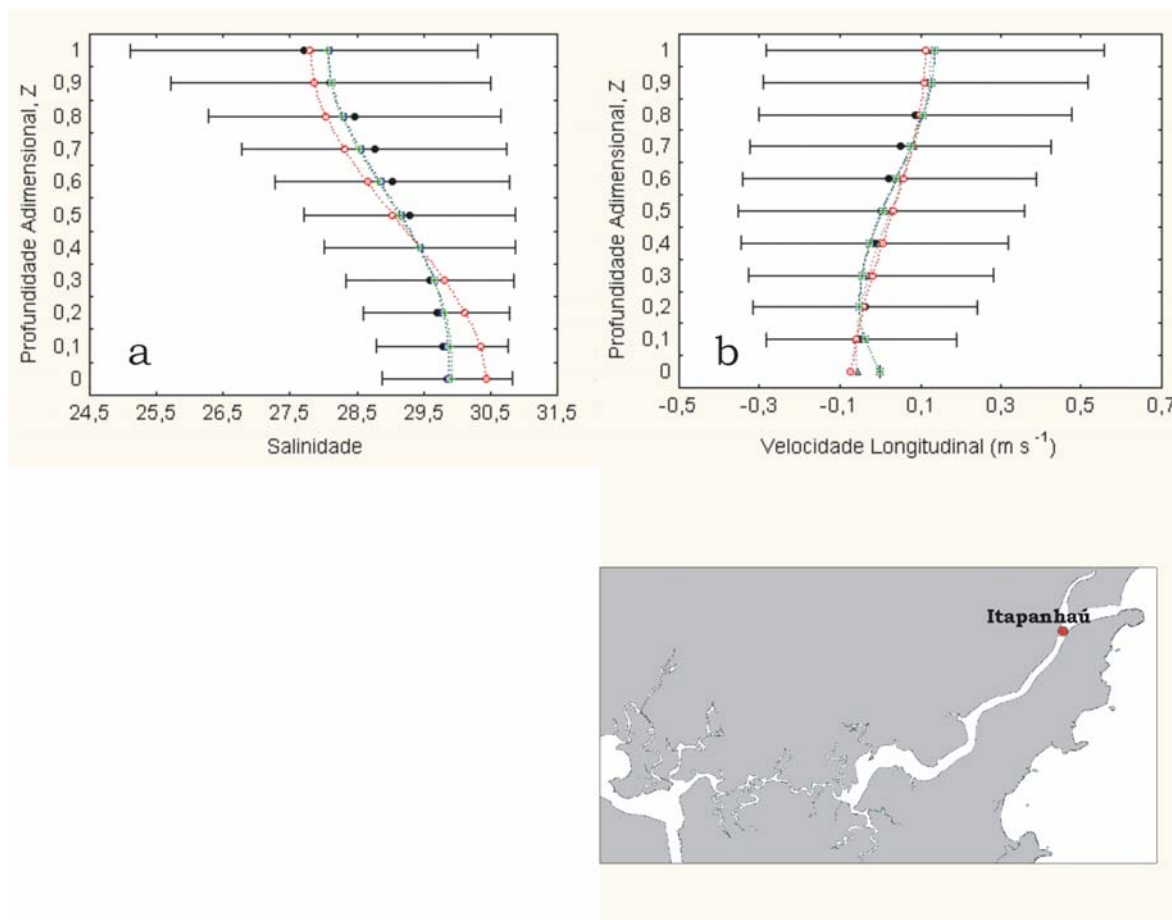 Profundidade Adimensional, Z
1
0,9
0,8
0,7
0,6
0,5
0,4
0,3
0,2
0,1
0
a
24,5 25,5 26,5 27,5 28,5 29,5 30,5 31,5
Salinidade
Profundidade Adimensional, Z
1
0,9
0,8
0,7
0,6
0,5
0,4
0,3
0,2
0,1
0
b
-0,5 -0,3 -0,1 0,1 0,3 0,5 0,7
Velocidade Longitudinal (m s -1)
Itapanhaú